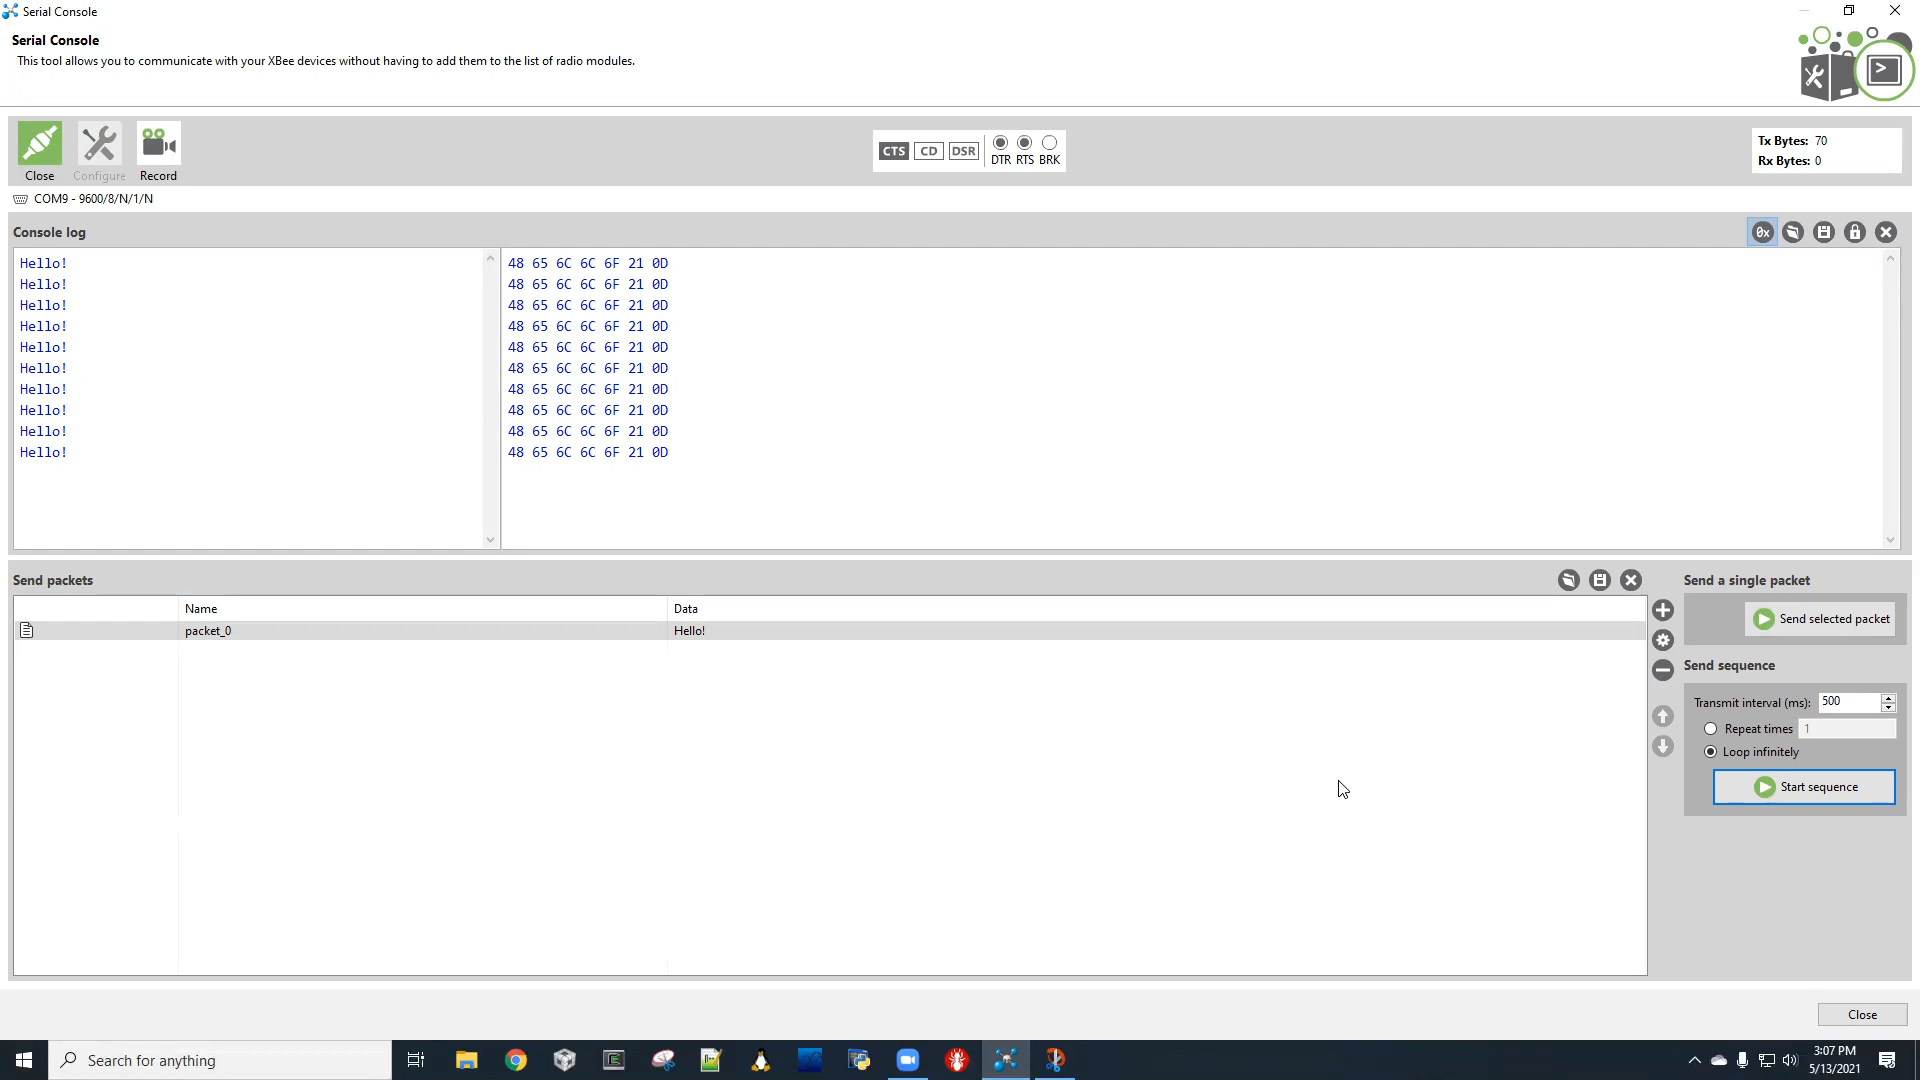 Serial Console
Serial Console
This tool allows you to communicate with your XBee devices without having to add them to the list of radio modules.
Close
Configure
Record
CTS CD DSR
DTR RTS BRK
Tx Bytes: 70
Rx Bytes: 0
COM9 - 9600/8/N/1/N
Console log
0x
Hello! 48 65 6C 6C 6F 21 0D
Hello! 48 65 6C 6C 6F 21 0D
Hello! 48 65 6C 6C 6F 21 0D
Hello! 48 65 6C 6C 6F 21 0D
Hello! 48 65 6C 6C 6F 21 0D
Hello! 48 65 6C 6C 6F 21 0D
Hello! 48 65 6C 6C 6F 21 0D
Hello! 48 65 6C 6C 6F 21 0D
Hello! 48 65 6C 6C 6F 21 0D
Hello! 48 65 6C 6C 6F 21 0D
Send packets
Name Data
packet_0 Hello!
Send a single packet
Send selected packet
Send sequence
Transmit interval (ms): 500
Repeat times 1
Loop infinitely
Start sequence
Close
Search for anything
3:07 PM
5/13/2021